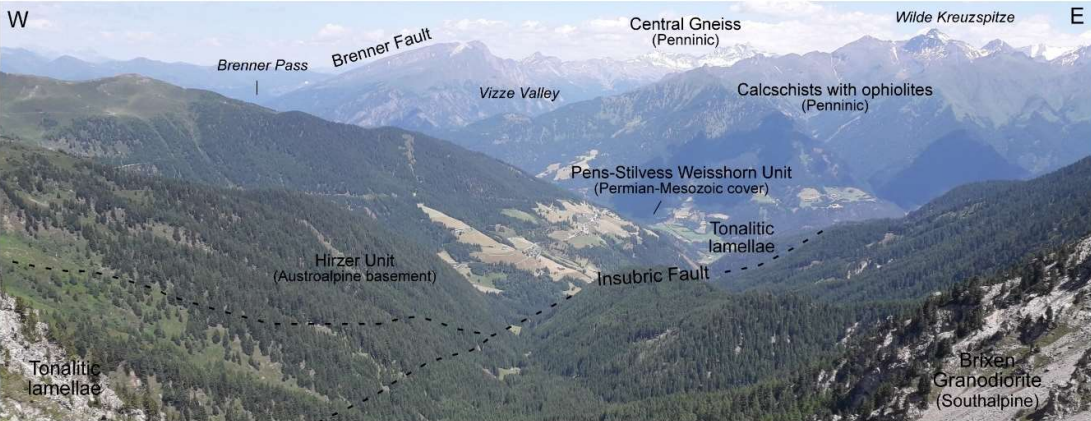 W
E
Brenner Pass
Brenner Fault
Vizze Valley
Central Gneiss
(Penninic)
Wilde Kreuzspitze
Calcschists with ophiolites
(Penninic)
Pens-Stilvess Weisshorn Unit
(Permian-Mesozoic cover)
Tonalitic
lamellae
Hirzer Unit
(Austroalpine basement)
Insubric Fault
Tonalitic
lamellae
Brixen
Granodiorite
(Southalpine)